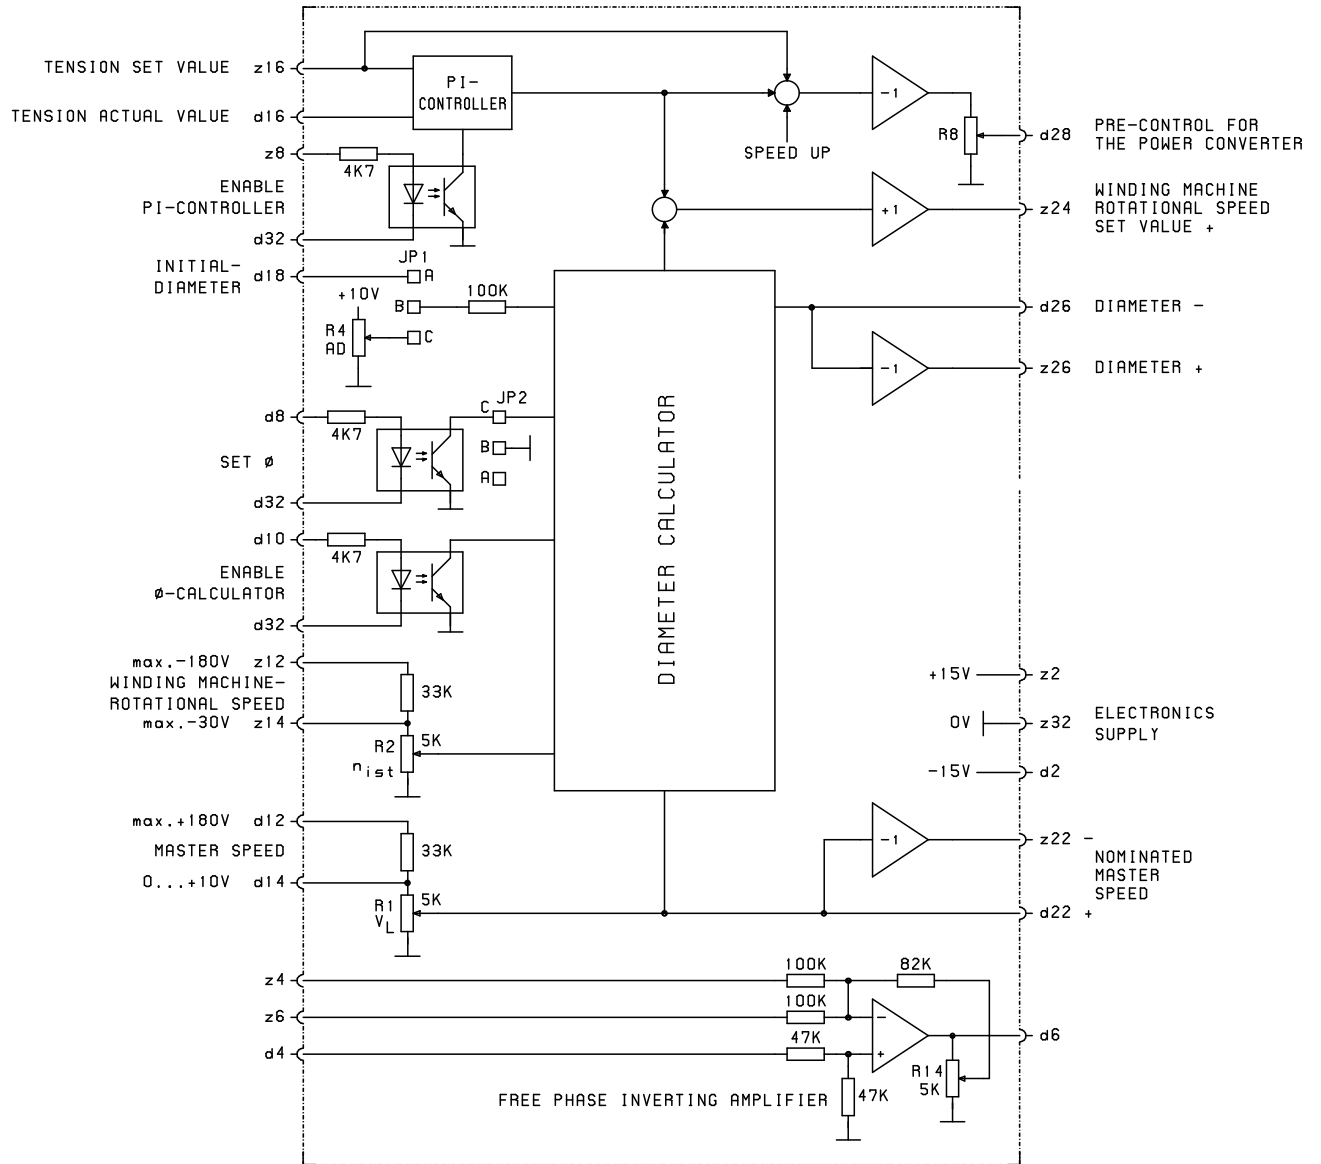 TENSION SET VALUE z16
TENSION ACTUAL VALUE d16
PI-
CONTROLLER
z8
4K7
ENABLE
PI-CONTROLLER
d32
SPEED UP
-1
R8
d28 PRE-CONTROL FOR
THE POWER CONVERTER
+1
z24
WINDING MACHINE
ROTATIONAL SPEED
SET VALUE +
INITIAL-
DIAMETER
d18
JP1
A
+10V
B
100K
R4
AD
C
d26 DIAMETER -
-1
z26 DIAMETER +
d8
4K7
SET Ø
d32
C JP2
B
A
DIAMETER CALCULATOR
d10
4K7
ENABLE
Ø-CALCULATOR
d32
max.-180V z12
WINDING MACHINE-
ROTATIONAL SPEED
max.-30V z14
33K
R2
5K
nist
+15V z2
0V z32
ELECTRONICS
SUPPLY
-15V d2
max.+180V d12
MASTER SPEED
0...+10V d14
33K
R1
5K
VL
-1
z22 -
NOMINATED
MASTER
SPEED
d22 +
z4
100K
82K
z6
100K
-
d4
47K
+
d6
R14
5K
47K
FREE PHASE INVERTING AMPLIFIER